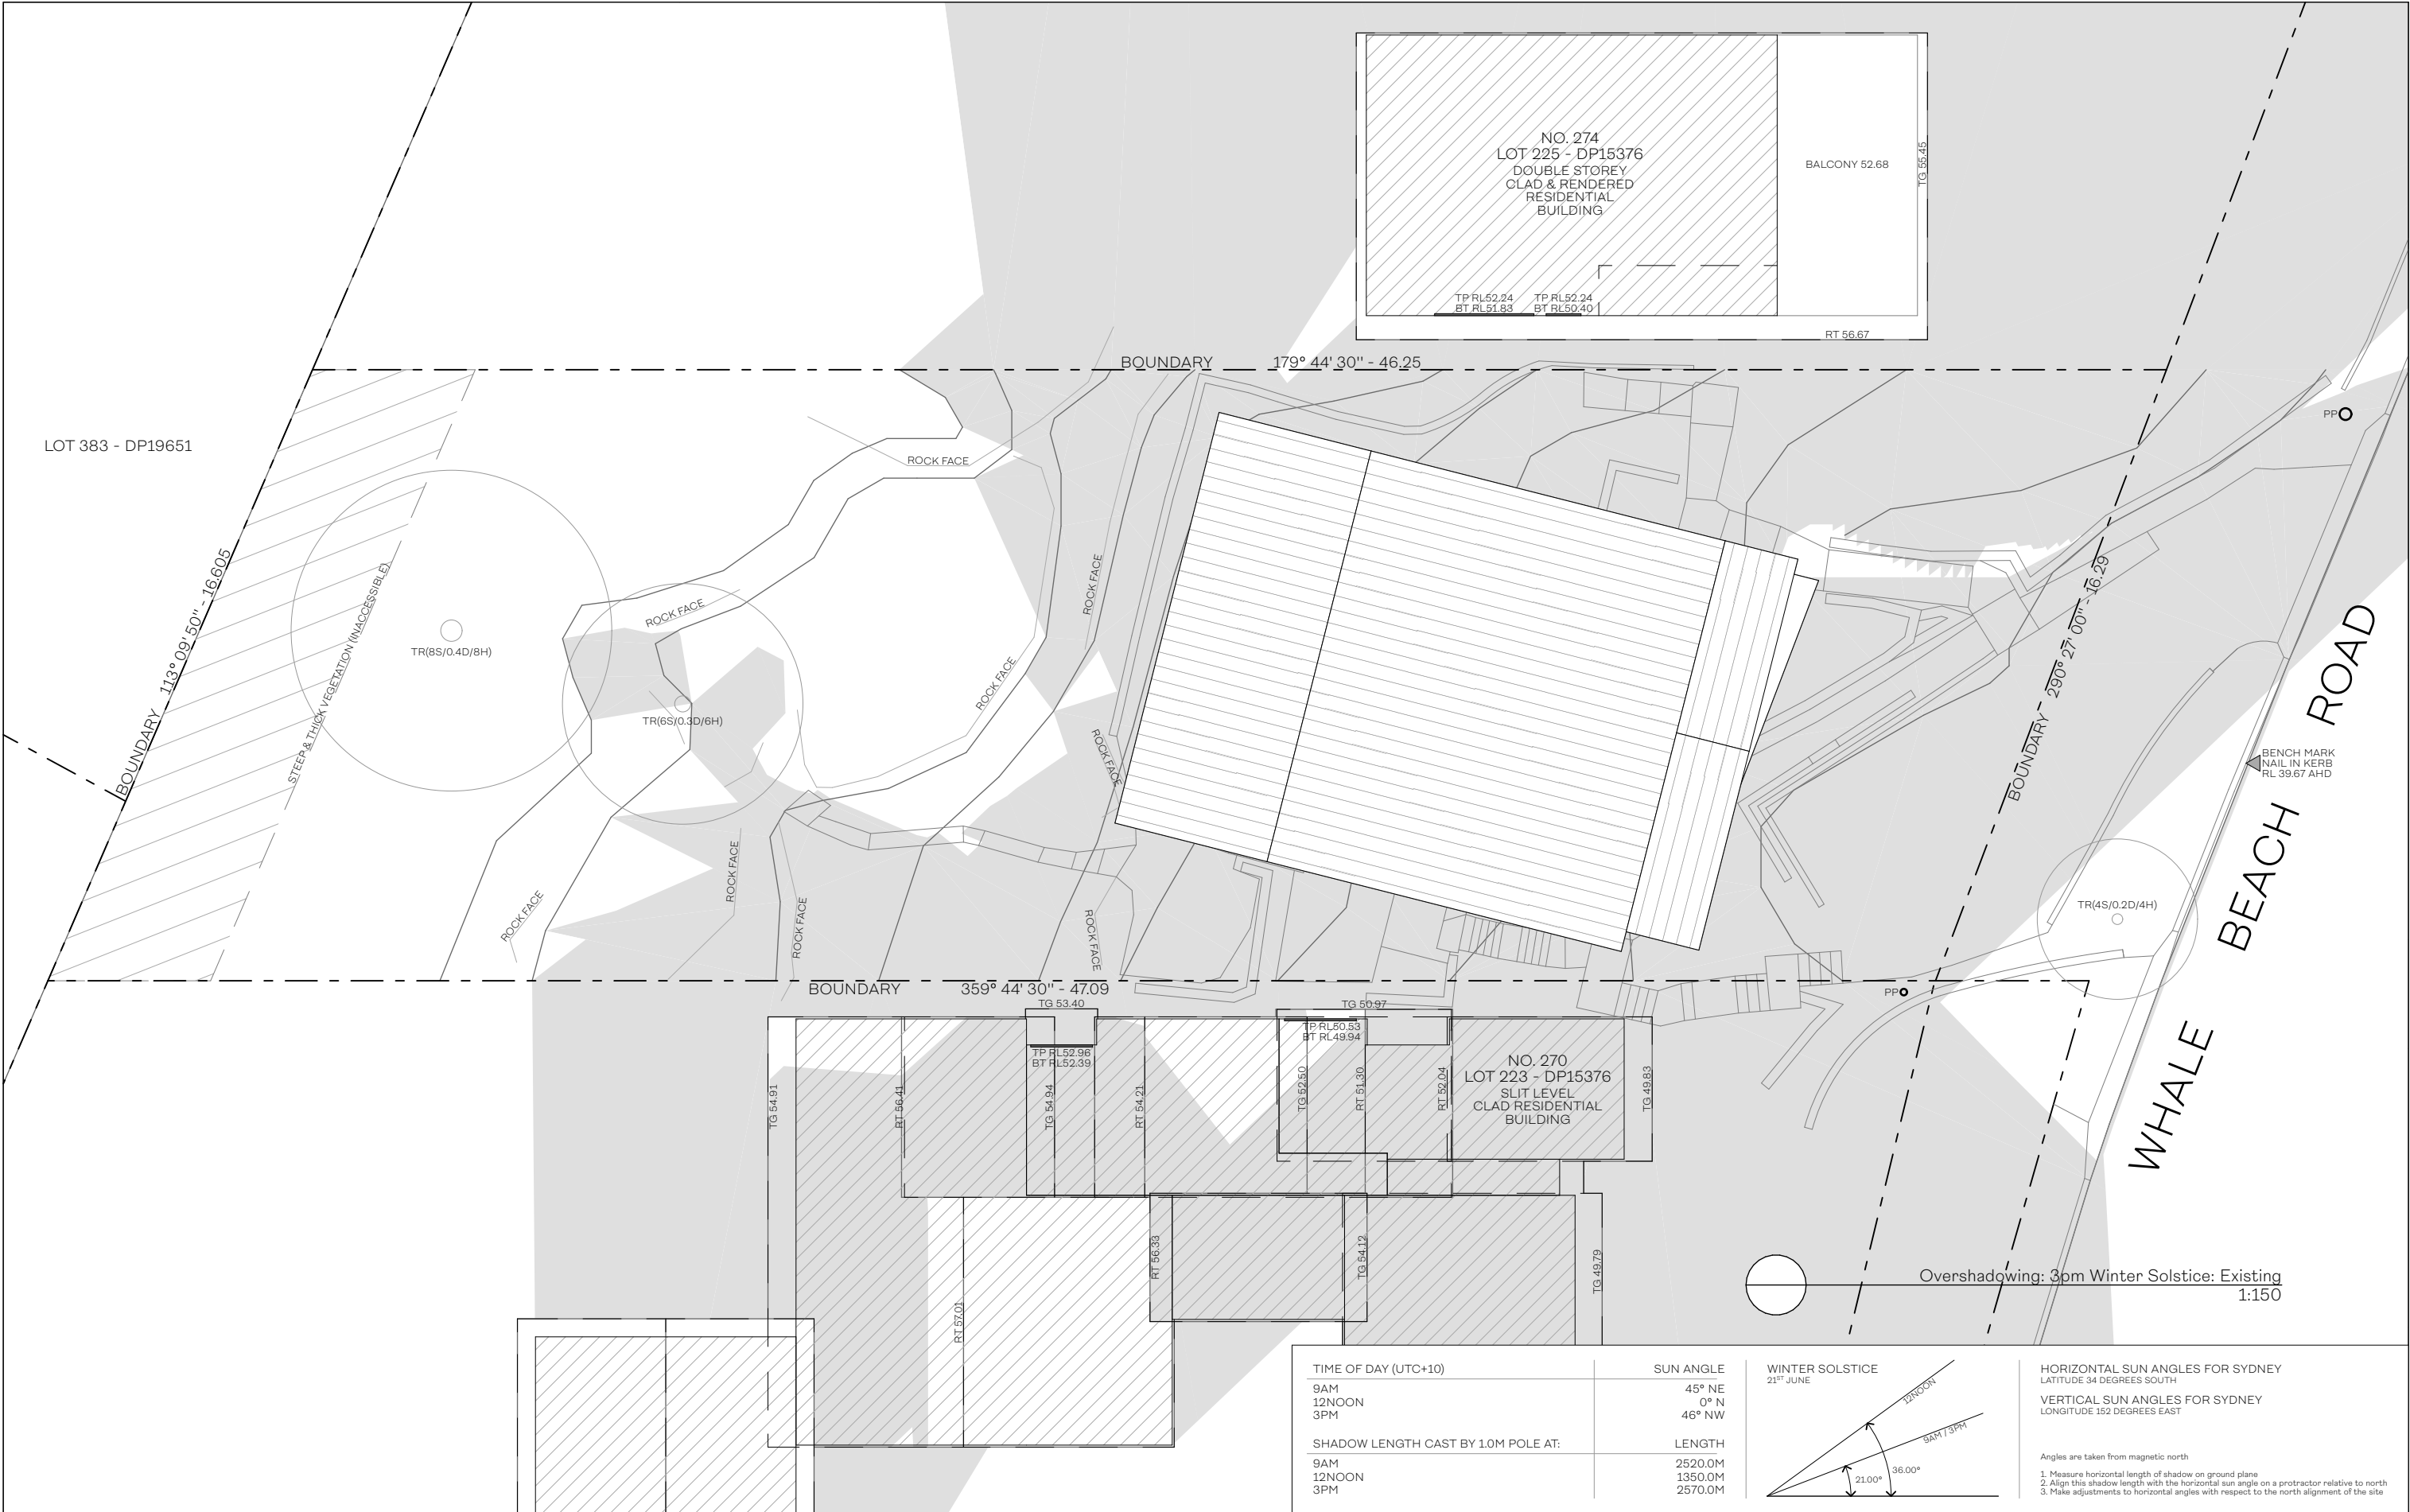 NO. 274
LOT 225 - DP15376
DOUBLE STOREY
CLAD & RENDERED
RESIDENTIAL
BUILDING
BALCONY 52.68
TG 55.45
TP RL52.24
BT RL51.83
TP RL52.24
BT RL50.40
RT 56.67
BOUNDARY 179° 44' 30'' - 46.25
LOT 383 - DP19651
ROCK FACE
PP
BOUNDARY 113° 09' 50'' - 16.605
STEEP & THICK VEGETATION (INACCESSIBLE)
TR(8S/0.4D/8H)
ROCK FACE
TR(6S/0.3D/6H)
ROCK FACE
ROCK FACE
ROCK FACE
BOUNDARY 290° 27' 00'' - 16.29
WHALE BEACH ROAD
BENCH MARK
NAIL IN KERB
RL 39.67 AHD
TR(4S/0.2D/4H)
ROCK FACE
ROCK FACE
ROCK FACE
ROCK FACE
BOUNDARY 359° 44' 30'' - 47.09
PP
TG 53.40
TG 50.97
TP RL52.96
BT RL52.39
TP RL50.53
BT RL49.94
NO. 270
LOT 223 - DP15376
SLIT LEVEL
CLAD RESIDENTIAL
BUILDING
TG 54.91
RT 56.41
TG 54.94
RT 54.21
TG 52.50
RT 51.30
RT 52.04
TG 49.83
RT 56.33
TG 54.12
TG 49.79
RT 57.01
Overshadowing: 3pm Winter Solstice: Existing
1:150
TIME OF DAY (UTC+10) SUN ANGLE
9AM 45° NE
12NOON 0° N
3PM 46° NW
SHADOW LENGTH CAST BY 1.0M POLE AT: LENGTH
9AM 2520.0M
12NOON 1350.0M
3PM 2570.0M
WINTER SOLSTICE
21ST JUNE
12NOON
9AM / 3PM
21.00°
36.00°
HORIZONTAL SUN ANGLES FOR SYDNEY
LATITUDE 34 DEGREES SOUTH
VERTICAL SUN ANGLES FOR SYDNEY
LONGITUDE 152 DEGREES EAST
Angles are taken from magnetic north
1. Measure horizontal length of shadow on ground plane
2. Align this shadow length with the horizontal sun angle on a protractor relative to north
3. Make adjustments to horizontal angles with respect to the north alignment of the site